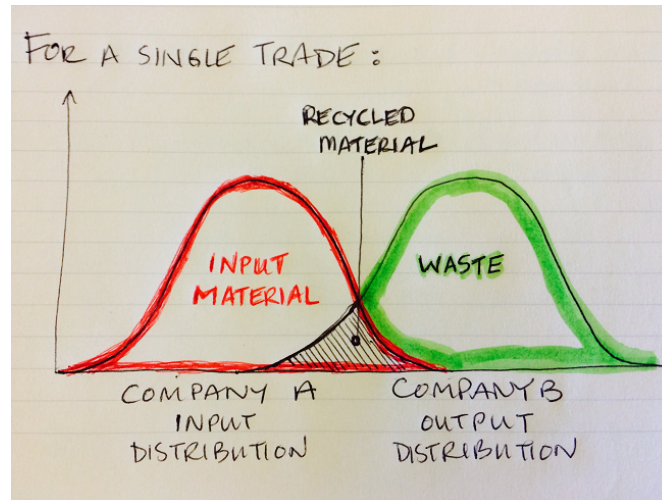 FOR A SINGLE TRADE:
RECYCLED
MATERIAL
INPUT
MATERIAL
WASTE
COMPANY A
INPUT
DISTRIBUTION
COMPANY B
OUTPUT
DISTRIBUTION